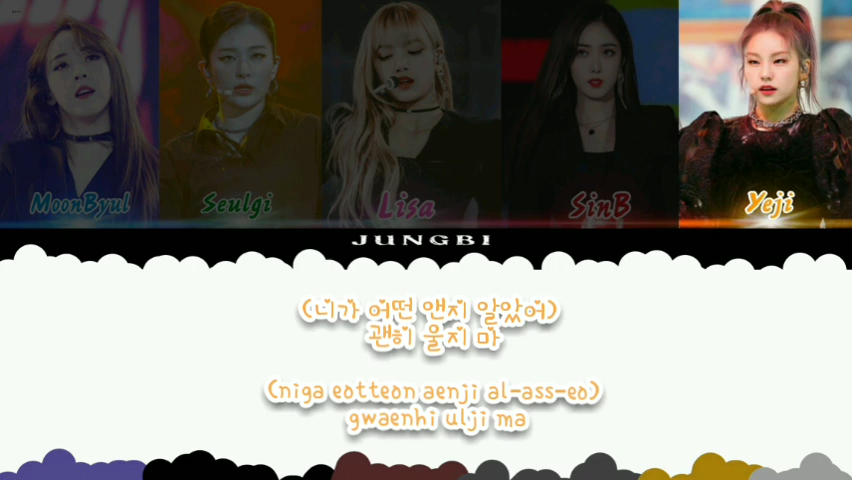 MoonByul
Seulgi
Lisa
SinB
Yeji
JUNGBI
(니가 어떤 앤지 알았어)
괜히 울지 마
(niga eotteon aenji al-ass-eo)
gwaenhi ulji ma